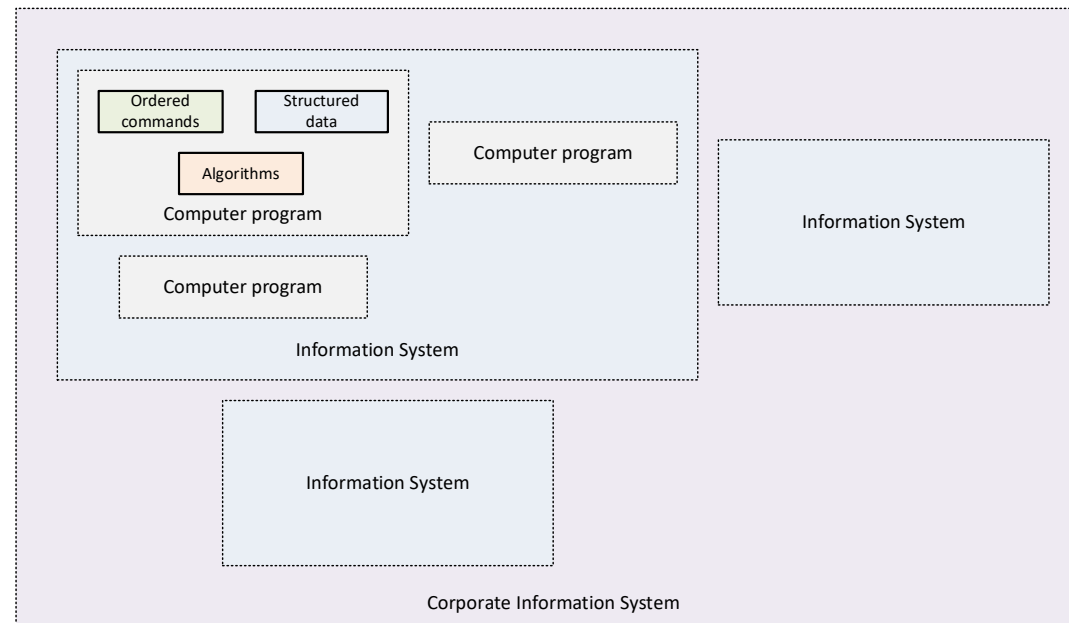 Ordered
commands
Structured
data
Algorithms
Computer program
Computer program
Computer program
Information System
Information System
Information System
Corporate Information System